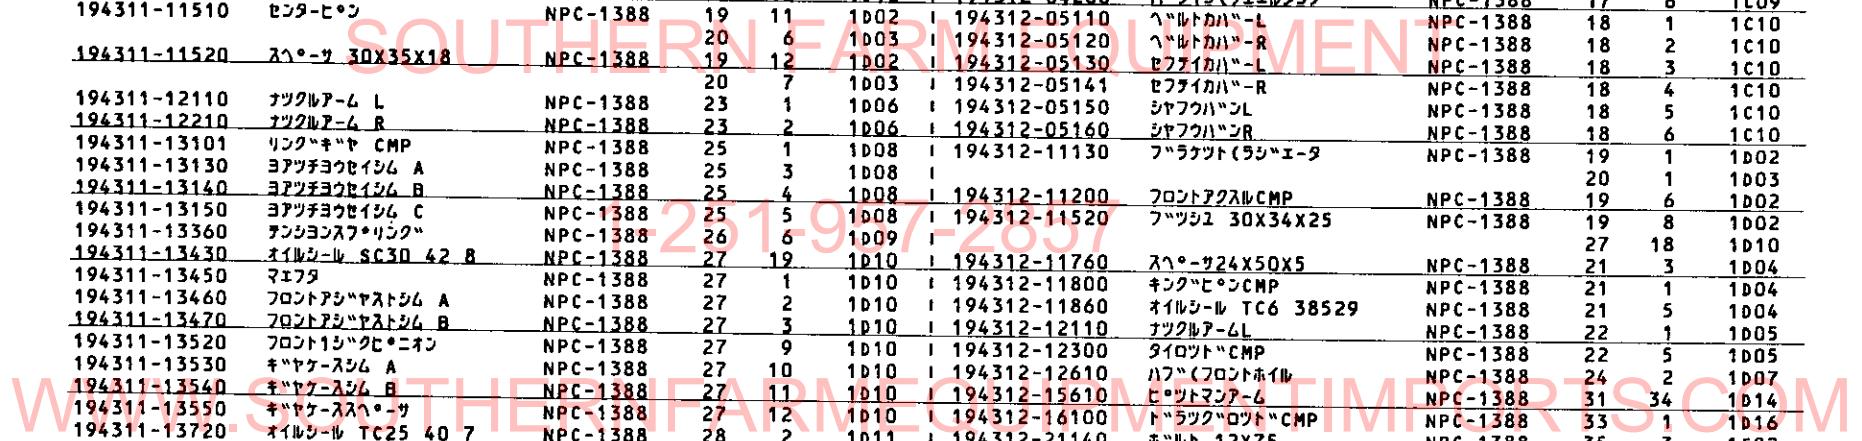 194311-11510 センターピン NPC-1388 19 11 1D02
20 6 1D03
194311-11520 スペーサ 30X35X18 NPC-1388 19 12 1D02
20 7 1D03
194311-12110 ナツクルアーム L NPC-1388 23 1 1D06
194311-12210 ナツクルアーム R NPC-1388 23 2 1D06
194311-13101 リングギヤ CMP NPC-1388 25 1 1D08
194311-13130 ヨアツチヨウセイシム A NPC-1388 25 3 1D08
194311-13140 ヨアツチヨウセイシム B NPC-1388 25 4 1D08
194311-13150 ヨアツチヨウセイシム C NPC-1388 25 5 1D08
194311-13360 テンシヨンスプリング NPC-1388 26 6 1D09
194311-13430 オイルシール SC30 42 8 NPC-1388 27 19 1D10
194311-13450 マエフタ NPC-1388 27 1 1D10
194311-13460 フロントアジヤストシム A NPC-1388 27 2 1D10
194311-13470 フロントアジヤストシム B NPC-1388 27 3 1D10
194311-13520 フロント1ジクピニオン NPC-1388 27 9 1D10
194311-13530 ギヤケースシム A NPC-1388 27 10 1D10
194311-13540 ギヤケースシム B NPC-1388 27 11 1D10
194311-13550 ギヤケーススペーサ NPC-1388 27 12 1D10
194311-13720 オイルシール TC25 40 7 NPC-1388 28 2 1D11
194312-05110 ベルトカバーL NPC-1388 18 1 1C10
194312-05120 ベルトカバーR NPC-1388 18 2 1C10
194312-05130 セフテイカバーL NPC-1388 18 3 1C10
194312-05141 セフテイカバーR NPC-1388 18 4 1C10
194312-05150 シヤフウバンL NPC-1388 18 5 1C10
194312-05160 シヤフウバンR NPC-1388 18 6 1C10
194312-11130 ブラケツト(ラジエータ NPC-1388 19 1 1D02
20 1 1D03
194312-11200 フロントアクスルCMP NPC-1388 19 6 1D02
194312-11520 ブツシユ 30X34X25 NPC-1388 19 8 1D02
27 18 1D10
194312-11760 スペーサ24X50X5 NPC-1388 21 3 1D04
194312-11800 キングピンCMP NPC-1388 21 1 1D04
194312-11860 オイルシール TC6 38529 NPC-1388 21 5 1D04
194312-12110 ナツクルアームL NPC-1388 22 1 1D05
194312-12300 タイロツドCMP NPC-1388 22 5 1D05
194312-12610 ハブ(フロントホイル NPC-1388 24 2 1D07
194312-15610 ピツトマンアーム NPC-1388 31 34 1D14
194312-16100 ドラツグロツドCMP NPC-1388 33 1 1D16
SOUTHERN FARM EQUIPMENT
1-251-957-2857
WWW.SOUTHERNFARMEQUIPMENTIMPORTS.COM